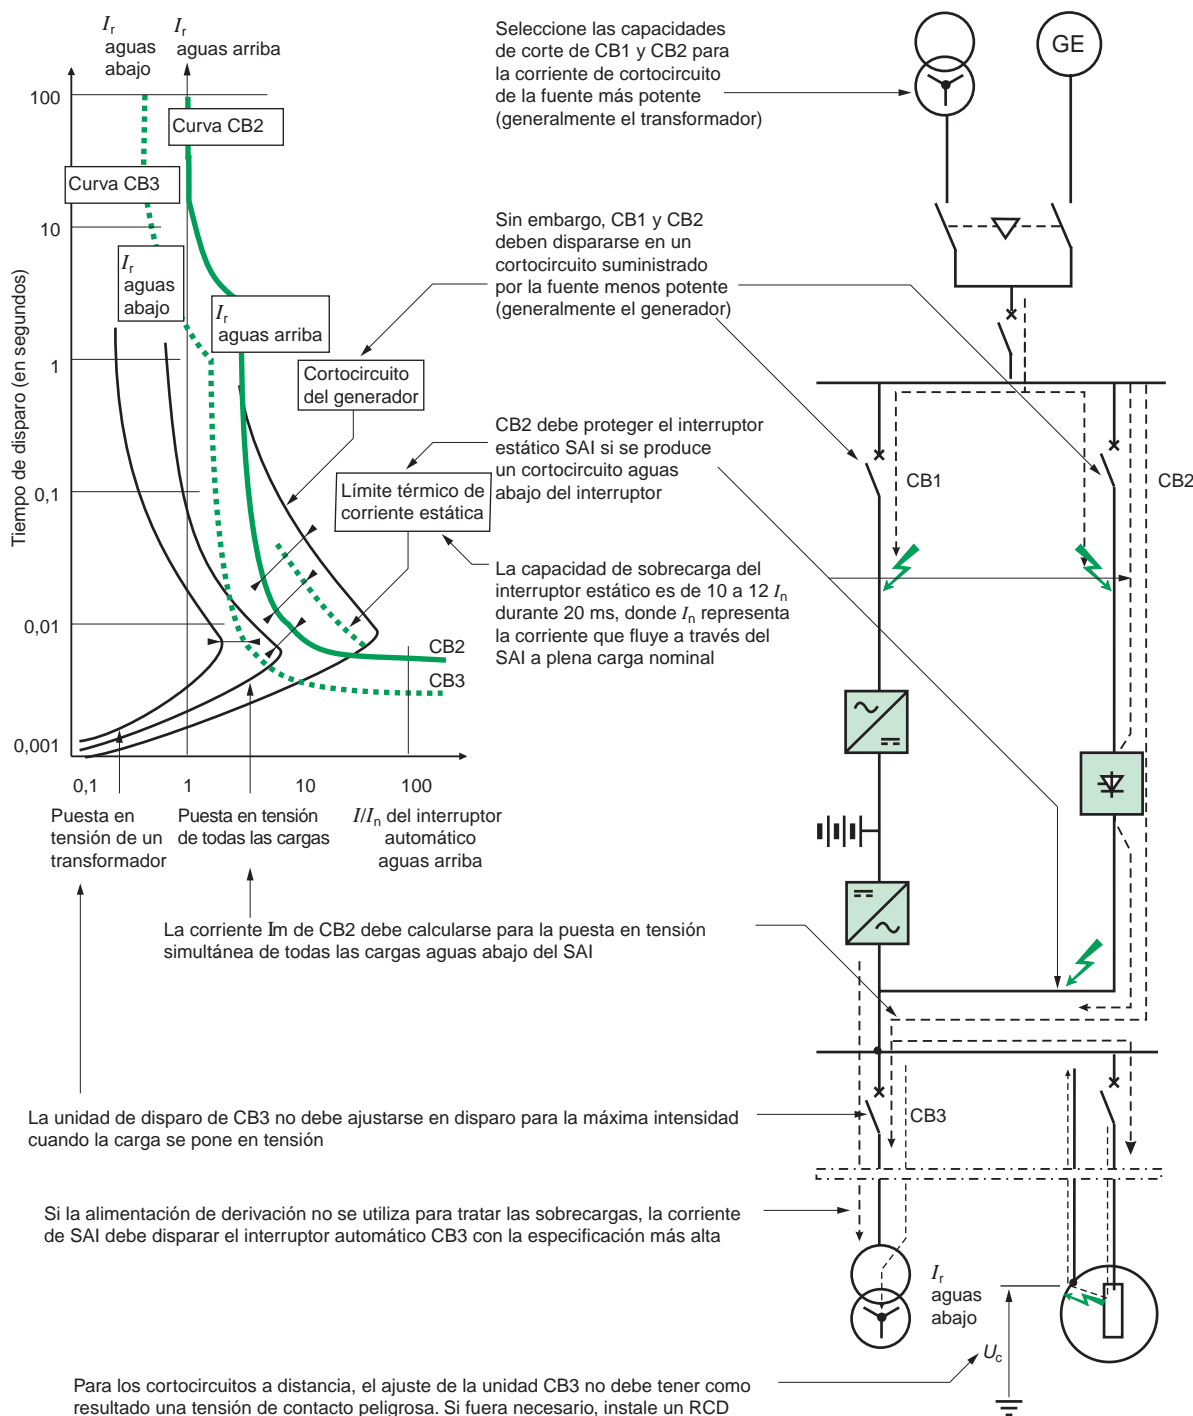 Ir
aguas
abajo
Ir
aguas arriba
Seleccione las capacidades
de corte de CB1 y CB2 para
la corriente de cortocircuito
de la fuente más potente
(generalmente el transformador)
GE
100
Curva CB2
Curva CB3
10
Ir
aguas
abajo
Ir
aguas arriba
Sin embargo, CB1 y CB2
deben dispararse en un
cortocircuito suministrado
por la fuente menos potente
(generalmente el generador)
1
Cortocircuito
del generador
CB2 debe proteger el interruptor
estático SAI si se produce
un cortocircuito aguas
abajo del interruptor
CB1
CB2
Tiempo de disparo (en segundos)
0,1
Límite térmico de
corriente estática
La capacidad de sobrecarga del
interruptor estático es de 10 a 12 In
durante 20 ms, donde In representa
la corriente que fluye a través del
SAI a plena carga nominal
0,01
CB2
CB3
0,001
0,1
1
10
100
Puesta en
tensión de un
transformador
Puesta en tensión
de todas las cargas
I/In del interruptor
automático
aguas arriba
La corriente Im de CB2 debe calcularse para la puesta en tensión
simultánea de todas las cargas aguas abajo del SAI
La unidad de disparo de CB3 no debe ajustarse en disparo para la máxima intensidad
cuando la carga se pone en tensión
CB3
Si la alimentación de derivación no se utiliza para tratar las sobrecargas, la corriente
de SAI debe disparar el interruptor automático CB3 con la especificación más alta
Ir
aguas
abajo
Uc
Para los cortocircuitos a distancia, el ajuste de la unidad CB3 no debe tener como
resultado una tensión de contacto peligrosa. Si fuera necesario, instale un RCD